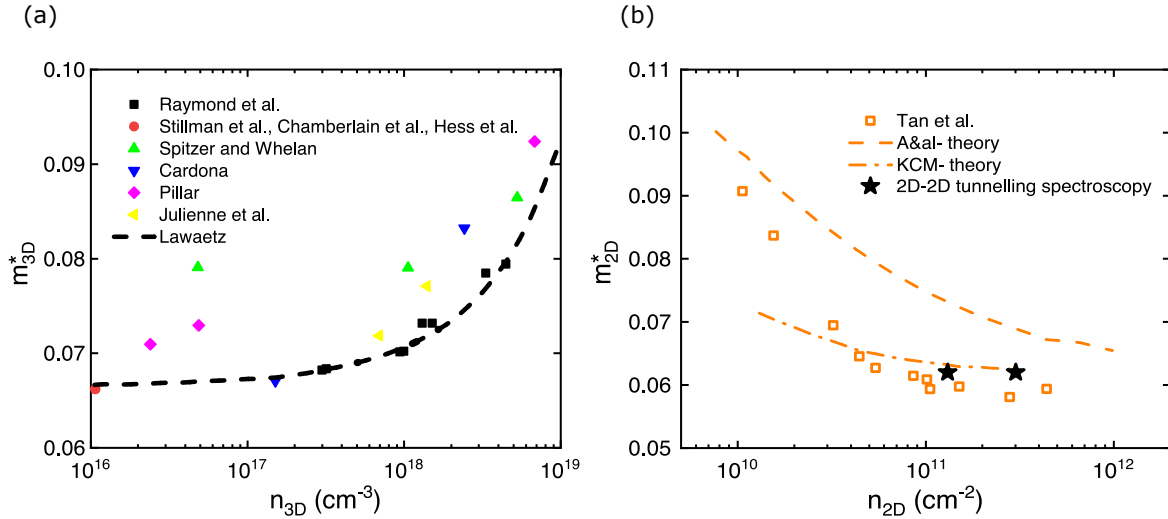 (a)
0.10
0.09
0.08
0.07
0.06
m*3D
10^16
10^17
10^18
10^19
n3D (cm^-3)
Raymond et al.
Stillman et al., Chamberlain et al., Hess et al.
Spitzer and Whelan
Cardona
Pillar
Julienne et al.
Lawaetz
(b)
0.11
0.10
0.09
0.08
0.07
0.06
0.05
m*2D
10^10
10^11
10^12
n2D (cm^-2)
Tan et al.
A&al- theory
KCM- theory
2D-2D tunnelling spectroscopy